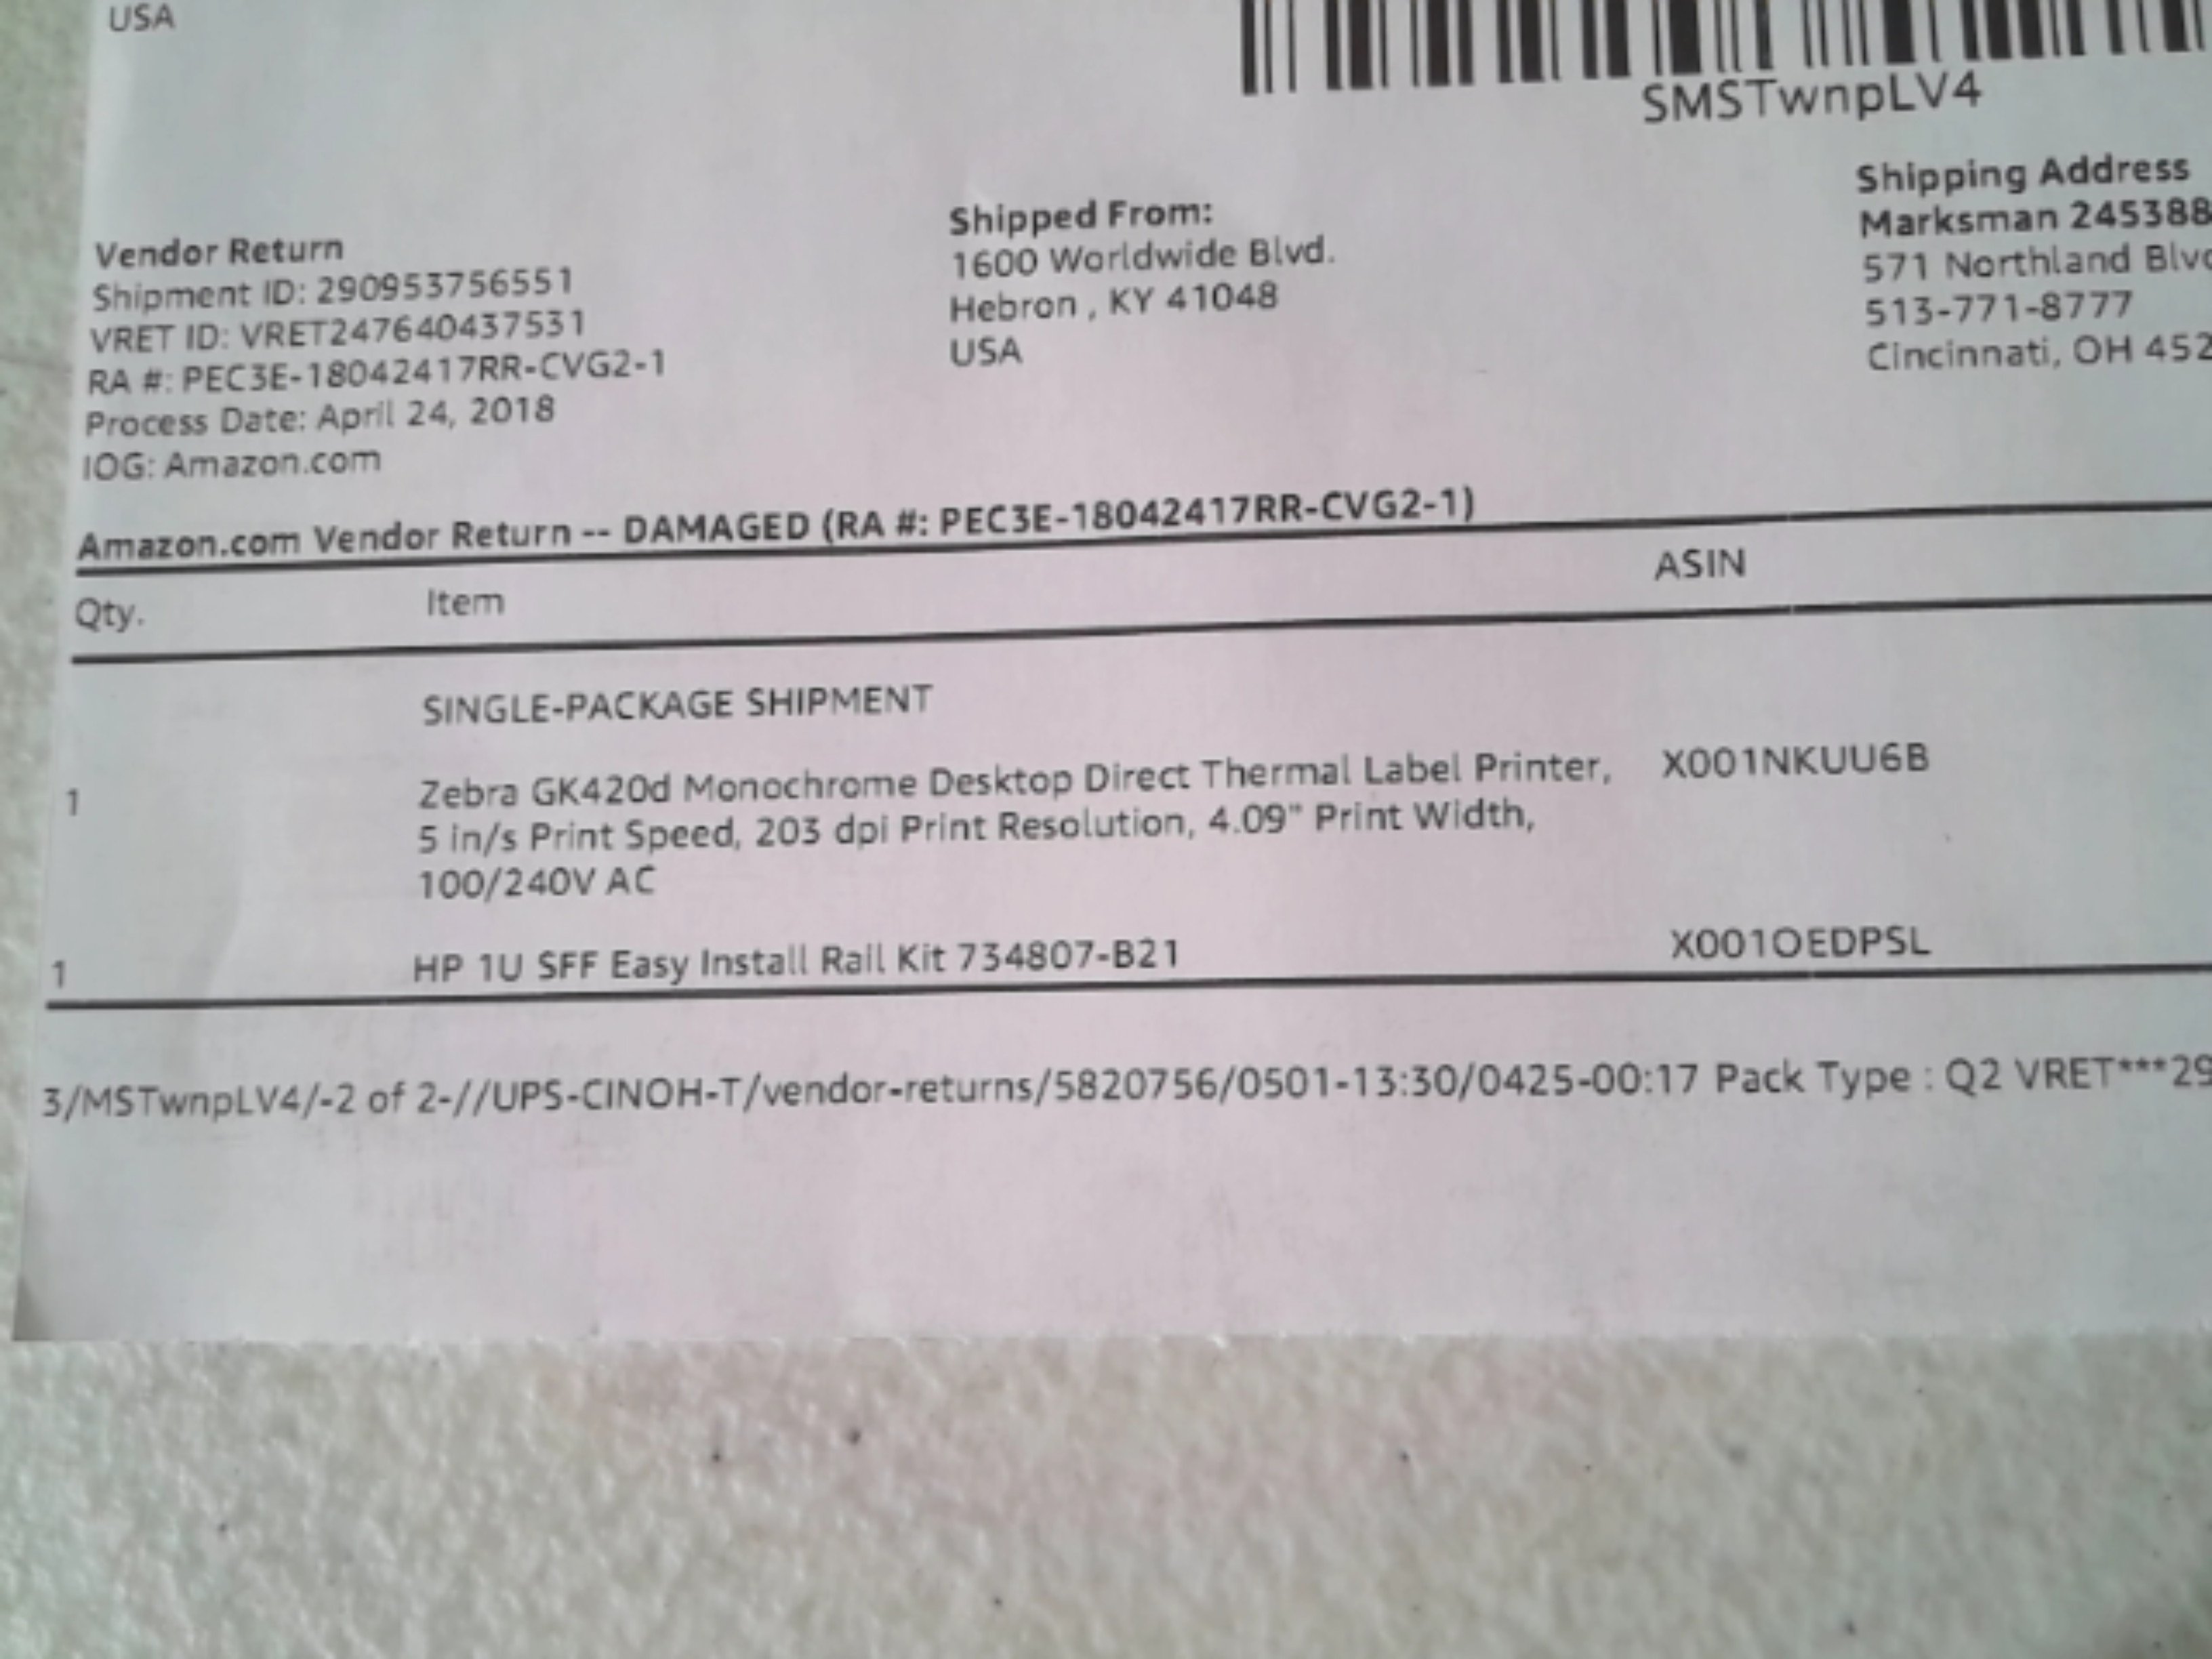 USA
SMSTwnpLV4
Vendor Return
Shipment ID: 290953756551
VRET ID: VRET247640437531
RA #: PEC3E-18042417RR-CVG2-1
Process Date: April 24, 2018
IOG: Amazon.com
Shipped From:
1600 Worldwide Blvd.
Hebron , KY 41048
USA
Shipping Address
Marksman 245388
571 Northland
513-771-8777
Cincinnati, OH
Amazon.com Vendor Return -- DAMAGED (RA #: PEC3E-18042417RR-CVG2-1)
Qty. Item ASIN
SINGLE-PACKAGE SHIPMENT
1 Zebra GK420d Monochrome Desktop Direct Thermal Label Printer, X001NKUU6B
5 in/s Print Speed, 203 dpi Print Resolution, 4.09" Print Width,
100/240V AC
1 HP 1U SFF Easy Install Rail Kit 734807-B21 X001OEDPSL
3/MSTwnpLV4/-2 of 2-//UPS-CINOH-T/vendor-returns/5820756/0501-13:30/0425-00:17 Pack Type : Q2 VRET***29